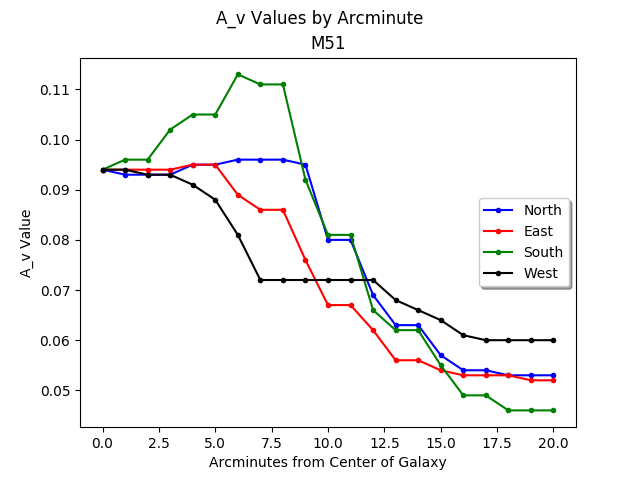 A_v Values by Arcminute
M51
0.11
0.10
0.09
0.08
0.07
0.06
0.05
A_v Value
North
East
South
West
0.0 2.5 5.0 7.5 10.0 12.5 15.0 17.5 20.0
Arcminutes from Center of Galaxy